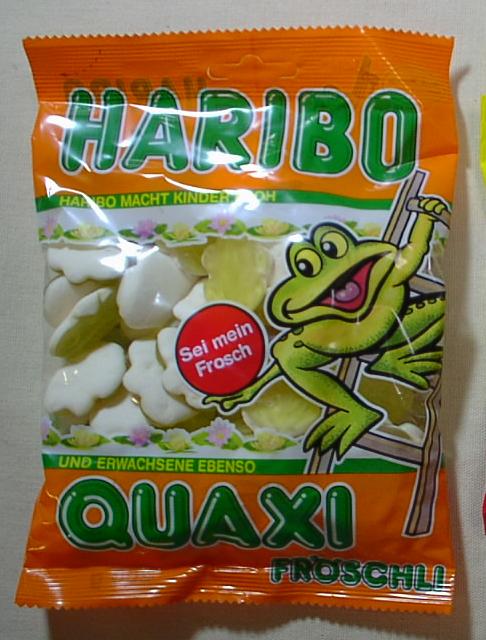 HARIBO
HARIBO MACHT KINDER FROH
Sei mein
Frosch
UND ERWACHSENE EBENSO
QUAXI
FRÖSCHLI